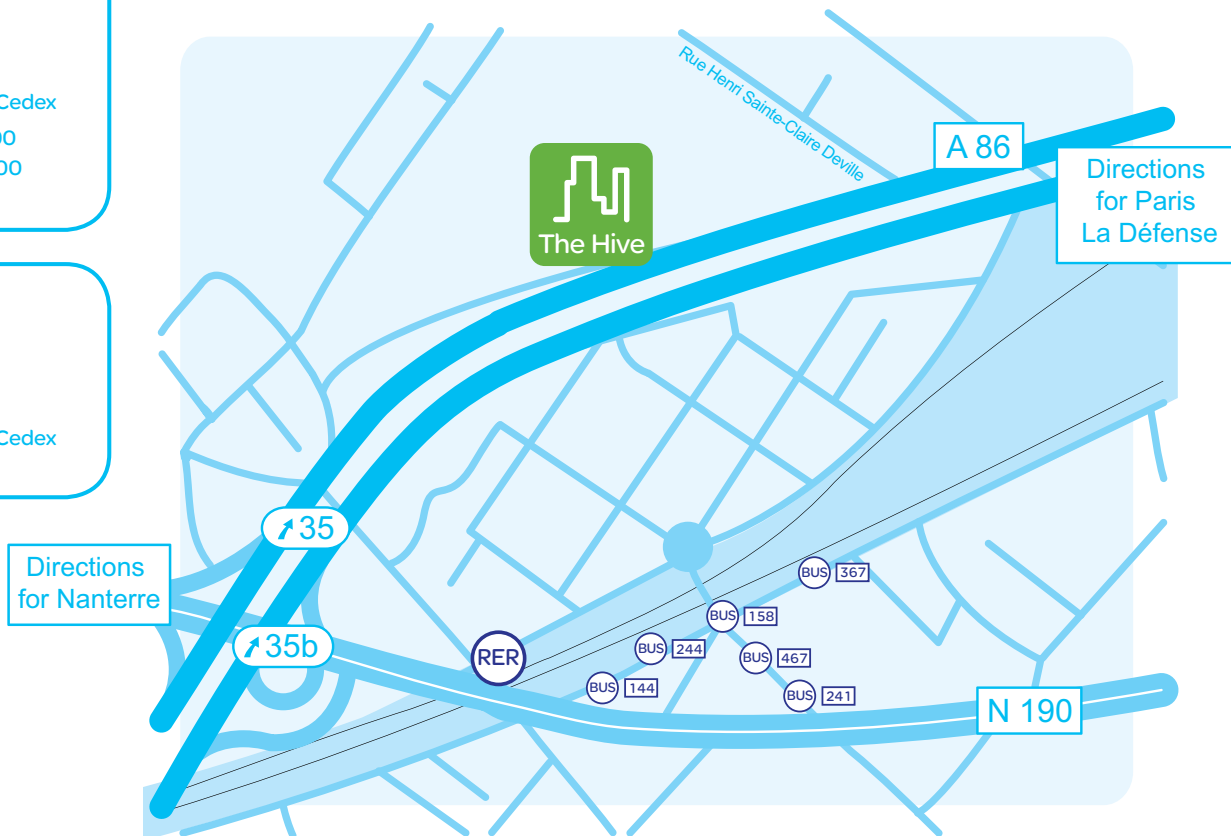 Cedex
00
00
Cedex
Rue Henri Sainte-Claire Deville
A 86
Directions
for Paris
La Défense
The Hive
35
Directions
for Nanterre
35b
RER
BUS 367
BUS 158
BUS 244
BUS 467
BUS 144
BUS 241
N 190